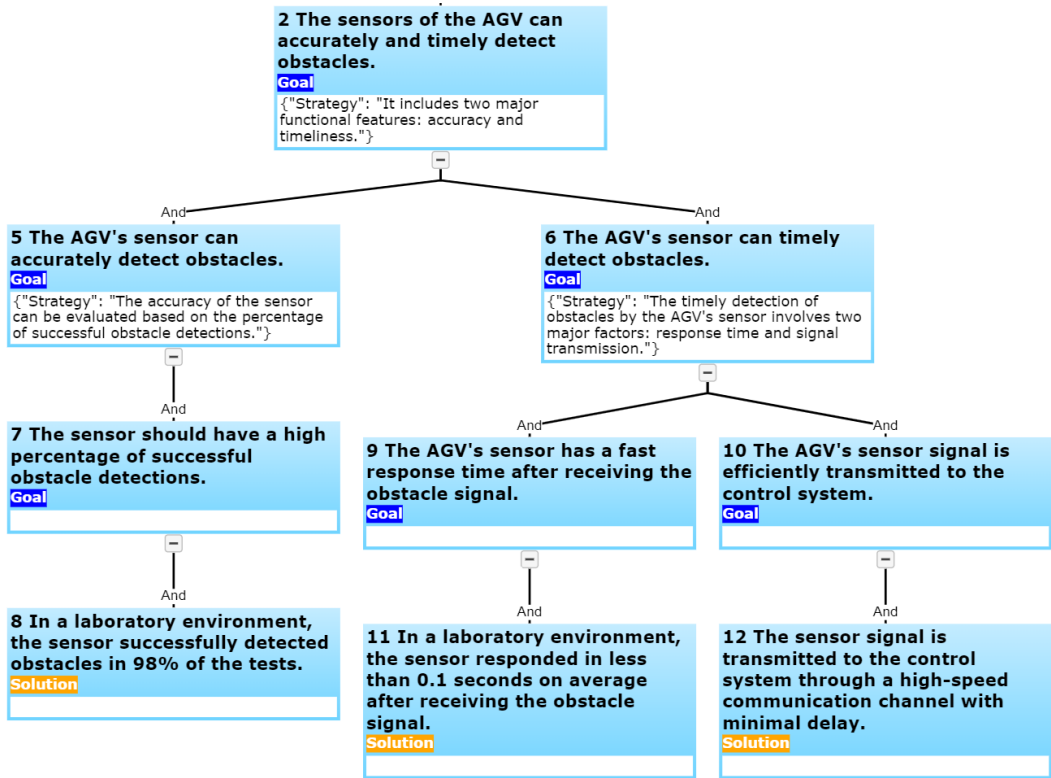 2 The sensors of the AGV can
accurately and timely detect
obstacles.
Goal
{"Strategy": "It includes two major
functional features: accuracy and
timeliness."}
And
And
5 The AGV's sensor can
accurately detect obstacles.
Goal
{"Strategy": "The accuracy of the sensor
can be evaluated based on the percentage
of successful obstacle detections."}
6 The AGV's sensor can timely
detect obstacles.
Goal
{"Strategy": "The timely detection of
obstacles by the AGV's sensor involves two
major factors: response time and signal
transmission."}
And
And
And
7 The sensor should have a high
percentage of successful
obstacle detections.
Goal
9 The AGV's sensor has a fast
response time after receiving the
obstacle signal.
Goal
10 The AGV's sensor signal is
efficiently transmitted to the
control system.
Goal
And
And
And
8 In a laboratory environment,
the sensor successfully detected
obstacles in 98% of the tests.
Solution
11 In a laboratory environment,
the sensor responded in less
than 0.1 seconds on average
after receiving the obstacle
signal.
Solution
12 The sensor signal is
transmitted to the control
system through a high-speed
communication channel with
minimal delay.
Solution